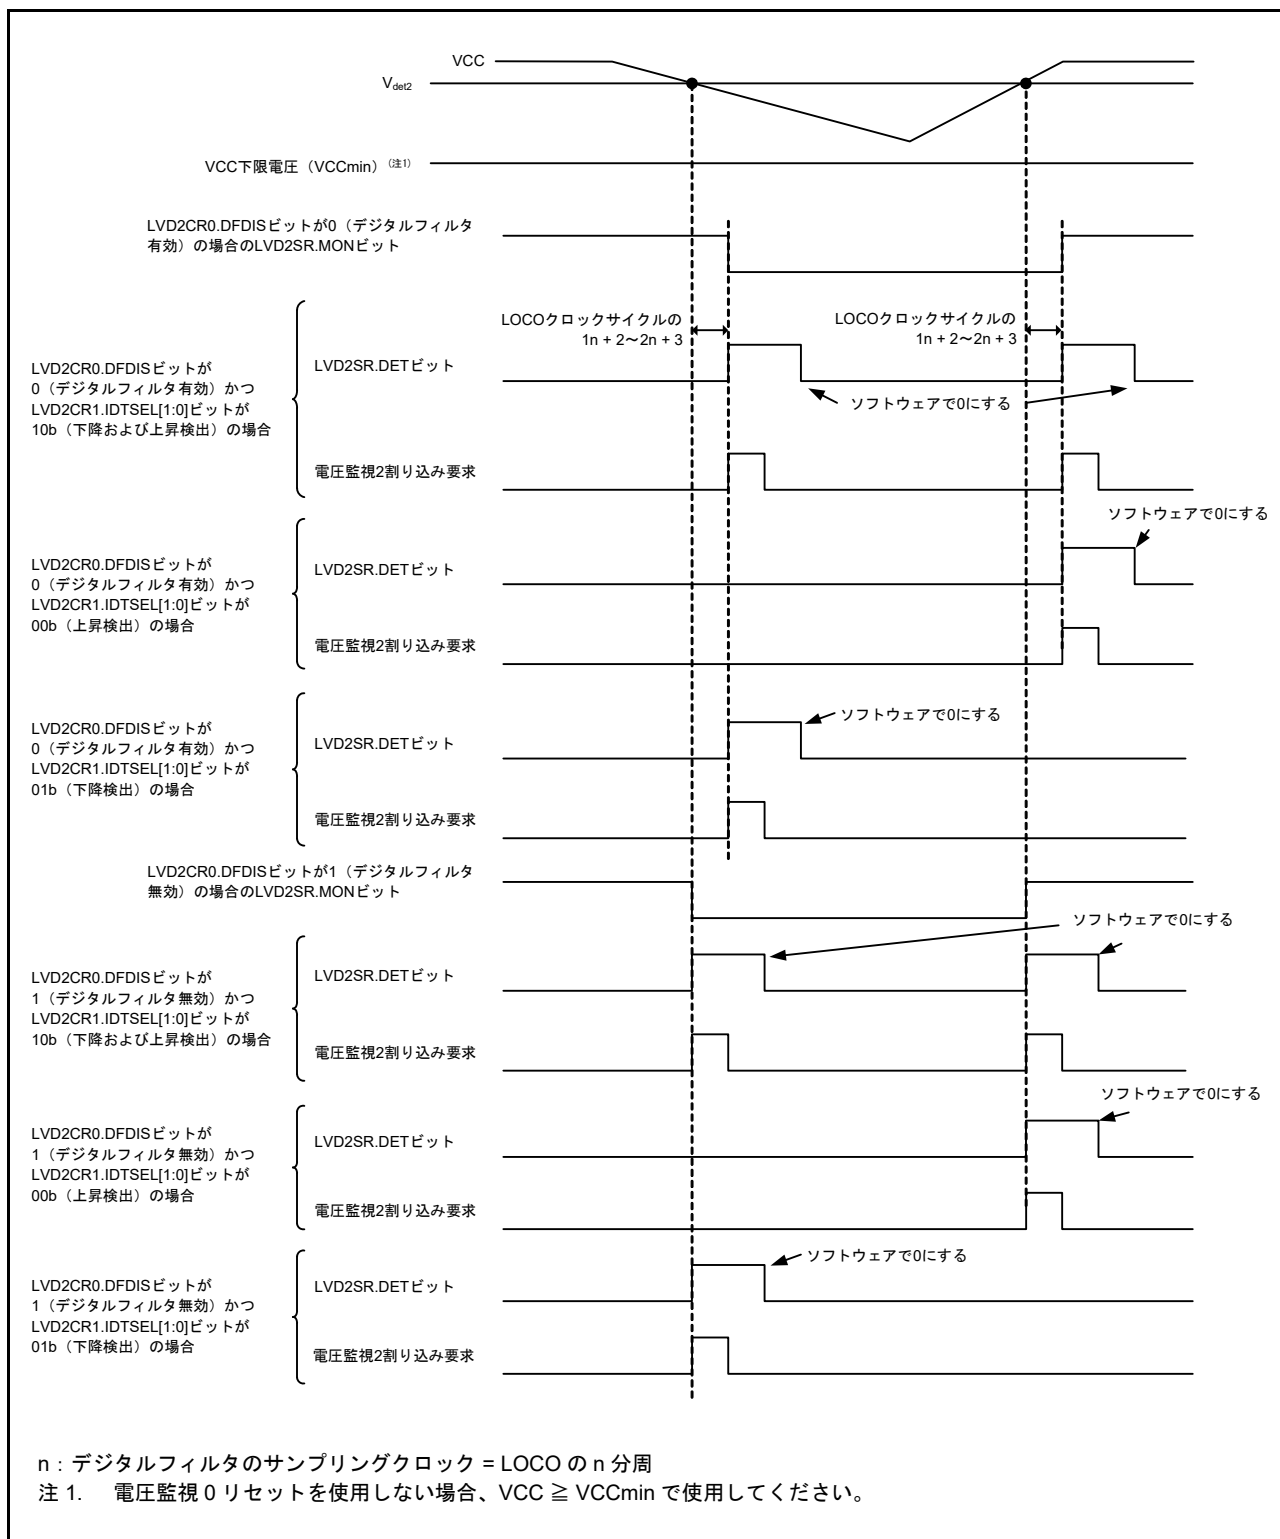 VCC
Vdet2
VCC下限電圧（VCCmin）（注1）
LVD2CR0.DFDISビットが0（デジタルフィルタ
有効）の場合のLVD2SR.MONビット
LOCOクロックサイクルの
1n + 2～2n + 3
LOCOクロックサイクルの
1n + 2～2n + 3
LVD2CR0.DFDISビットが
0（デジタルフィルタ有効）かつ
LVD2CR1.IDTSEL[1:0]ビットが
10b（下降および上昇検出）の場合
LVD2SR.DETビット
ソフトウェアで0にする
電圧監視2割り込み要求
ソフトウェアで0にする
LVD2CR0.DFDISビットが
0（デジタルフィルタ有効）かつ
LVD2CR1.IDTSEL[1:0]ビットが
00b（上昇検出）の場合
LVD2SR.DETビット
電圧監視2割り込み要求
LVD2CR0.DFDISビットが
0（デジタルフィルタ有効）かつ
LVD2CR1.IDTSEL[1:0]ビットが
01b（下降検出）の場合
LVD2SR.DETビット
ソフトウェアで0にする
電圧監視2割り込み要求
LVD2CR0.DFDISビットが1（デジタルフィルタ
無効）の場合のLVD2SR.MONビット
ソフトウェアで0にする
LVD2CR0.DFDISビットが
1（デジタルフィルタ無効）かつ
LVD2CR1.IDTSEL[1:0]ビットが
10b（下降および上昇検出）の場合
LVD2SR.DETビット
電圧監視2割り込み要求
ソフトウェアで0にする
LVD2CR0.DFDISビットが
1（デジタルフィルタ無効）かつ
LVD2CR1.IDTSEL[1:0]ビットが
00b（上昇検出）の場合
LVD2SR.DETビット
電圧監視2割り込み要求
ソフトウェアで0にする
LVD2CR0.DFDISビットが
1（デジタルフィルタ無効）かつ
LVD2CR1.IDTSEL[1:0]ビットが
01b（下降検出）の場合
LVD2SR.DETビット
電圧監視2割り込み要求
n：デジタルフィルタのサンプリングクロック = LOCO の n 分周
注 1. 電圧監視 0 リセットを使用しない場合、VCC ≧ VCCmin で使用してください。